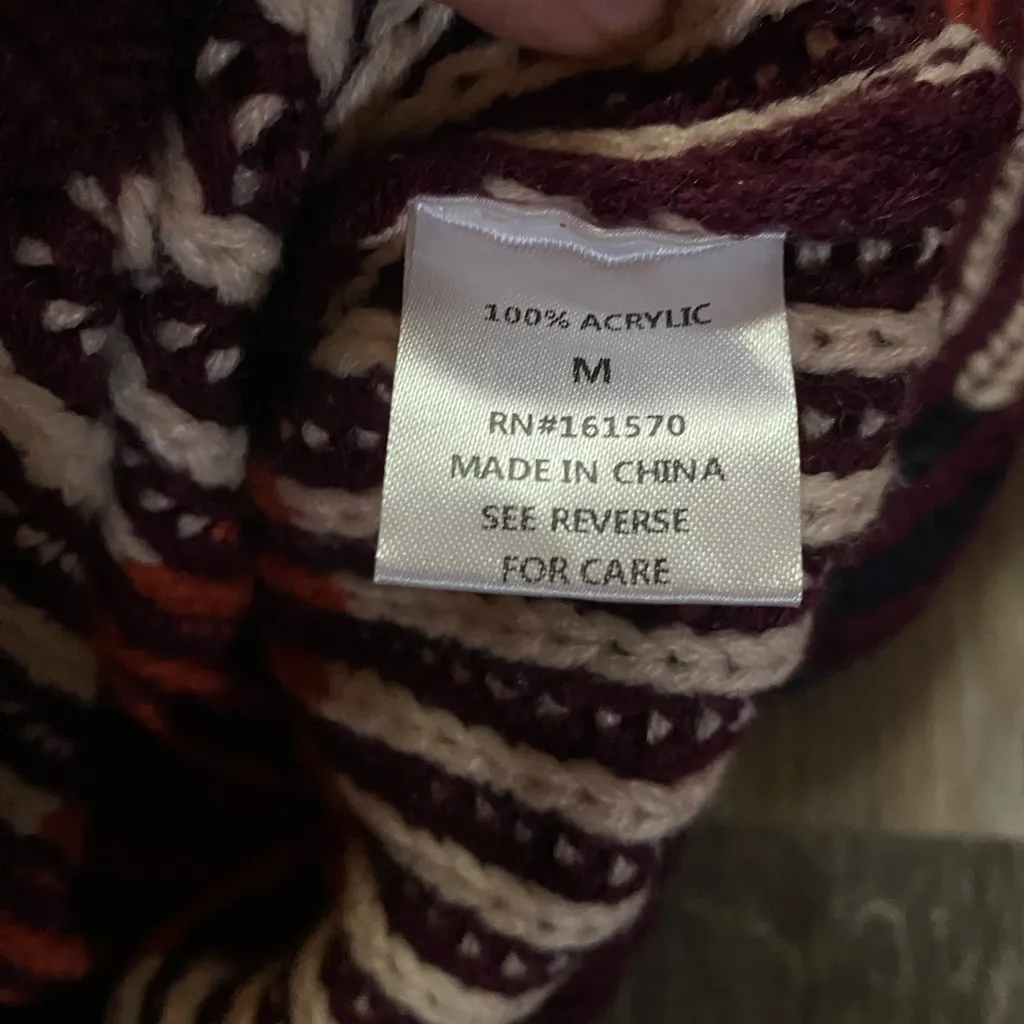 100% ACRYLIC
M
RN#161570
MADE IN CHINA
SEE REVERSE
FOR CARE